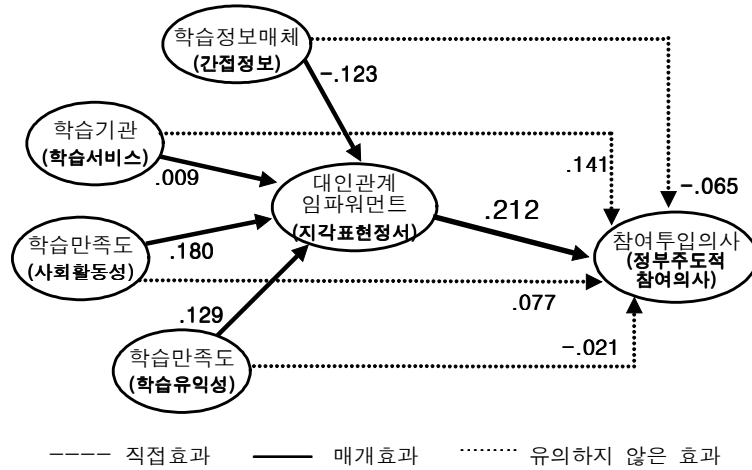 학습정보매체
(간접정보)
-.123
학습기관
(학습서비스)
.009
.141
-.065
대인관계
임파워먼트
(지각표현정서)
.212
학습만족도
(사회활동성)
.180
참여투입의사
(정부주도적
참여의사)
.077
.129
학습만족도
(학습유익성)
-.021
직접효과
매개효과
유의하지 않은 효과